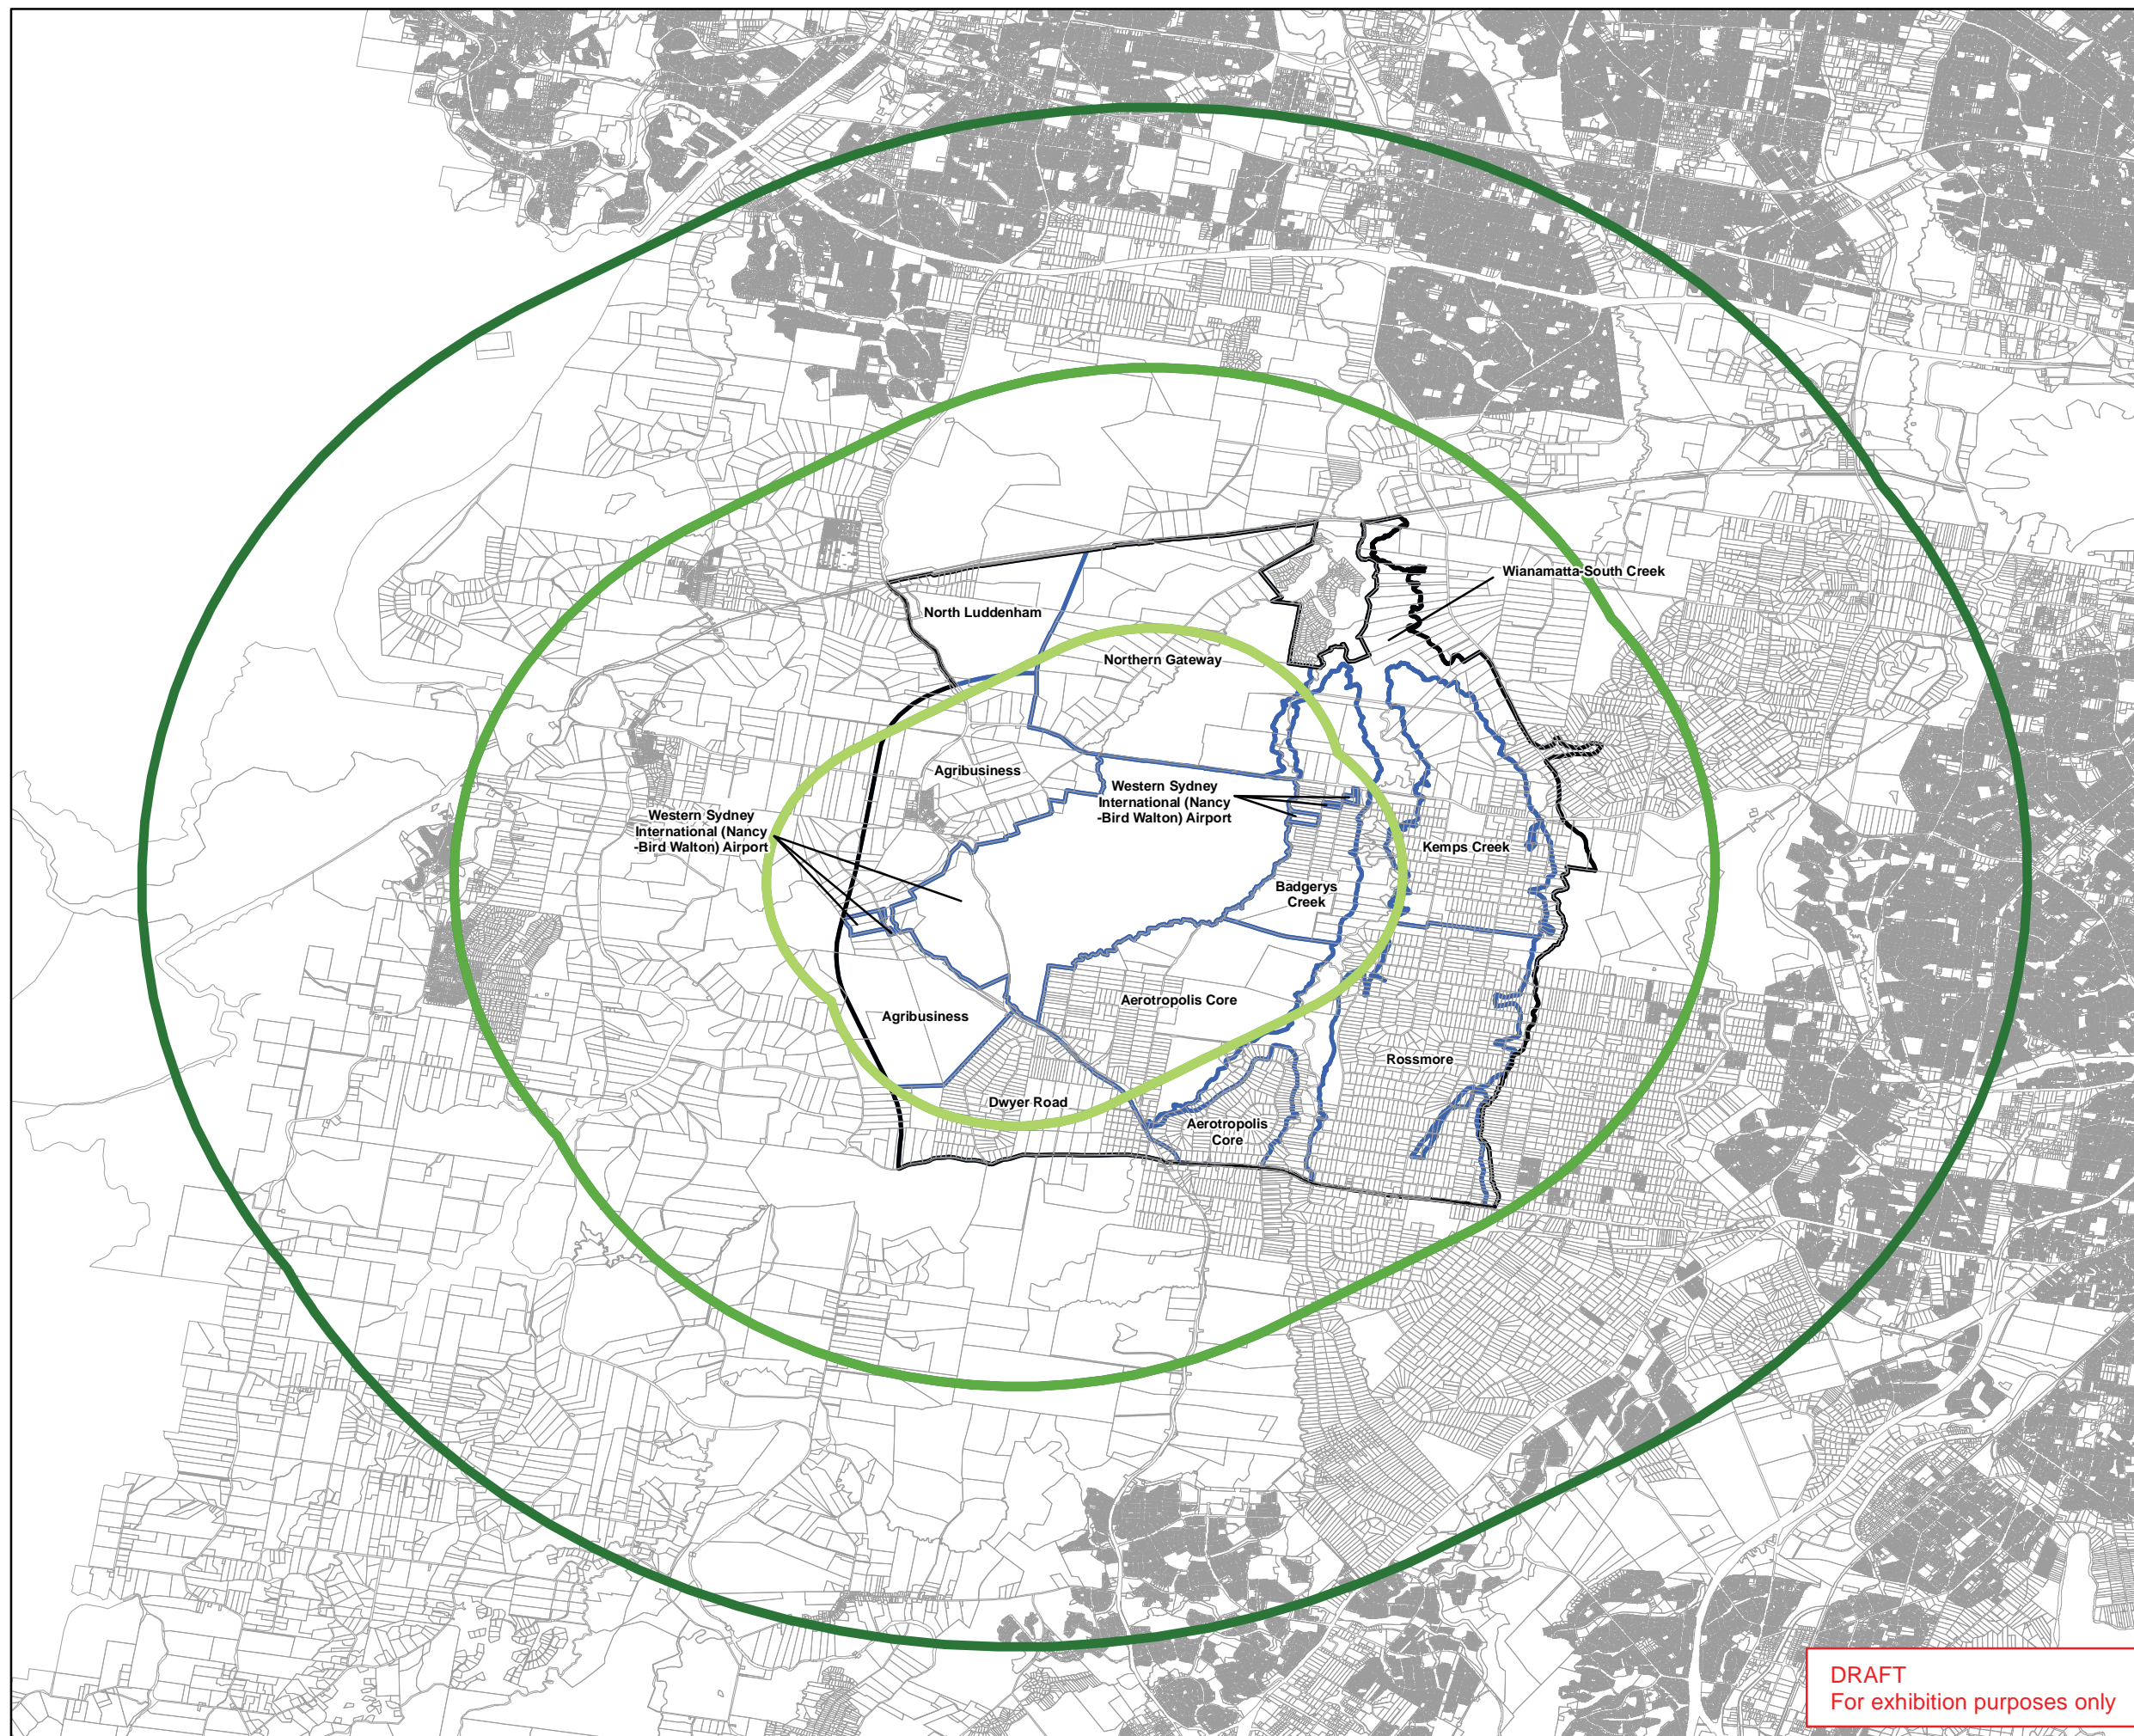 Wianamatta-South Creek
North Luddenham
Northern Gateway
Agribusiness
Western Sydney
International (Nancy
-Bird Walton) Airport
Western Sydney
International (Nancy
-Bird Walton) Airport
Kemps Creek
Badgerys
Creek
Aerotropolis Core
Agribusiness
Rossmore
Dwyer Road
Aerotropolis
Core
DRAFT
For exhibition purposes only